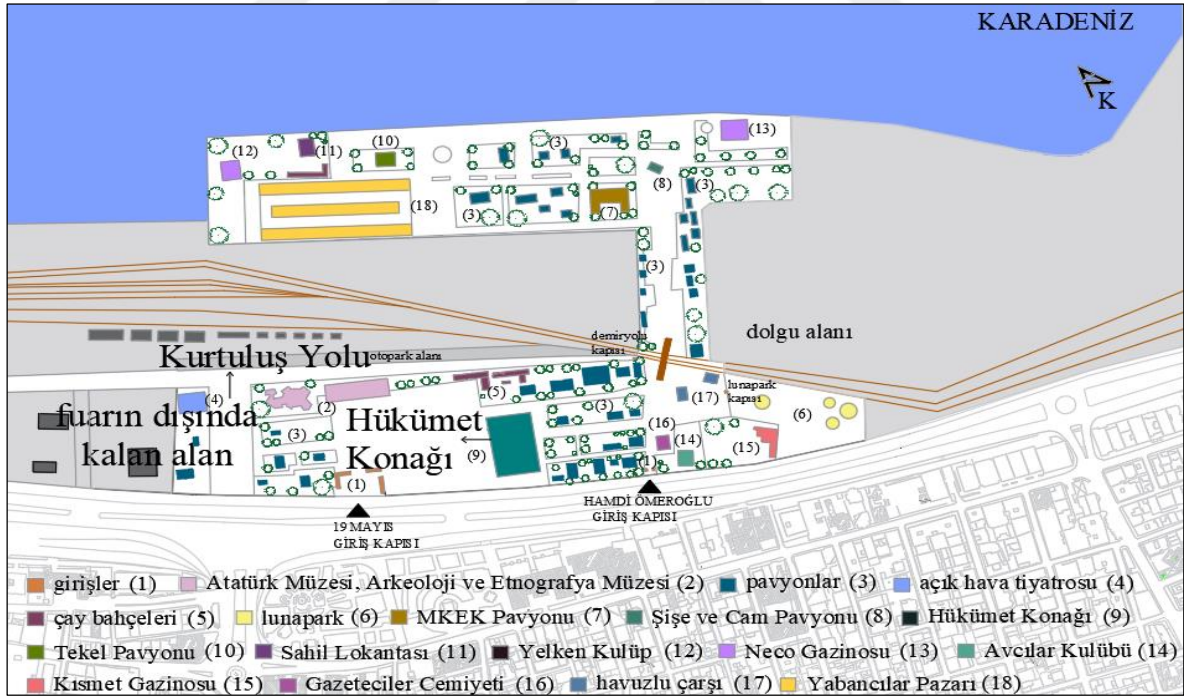 KARADENİZ
K
(13)
(10)
(3)
(12)
(11)
(8)
(3)
(18)
(3)
(7)
(3)
demiryolu
kapısı
dolgu alanı
Kurtuluş Yolu
otopark alanı
lunapark
kapısı
(4)
(2)
(5)
(17)
(6)
fuarın dışında
kalan alan
Hükümet
Konağı
(3)
(3)
(16)
(14)
(15)
(9)
(1)
(1)
19 MAYIS
GİRİŞ KAPISI
HAMDİ ÖMEROĞLU
GİRİŞ KAPISI
girişler (1) Atatürk Müzesi, Arkeoloji ve Etnografya Müzesi (2) pavyonlar (3) açık hava tiyatrosu (4)
çay bahçeleri (5) lunapark (6) MKEK Pavyonu (7) Şişe ve Cam Pavyonu (8) Hükümet Konağı (9)
Tekel Pavyonu (10) Sahil Lokantası (11) Yelken Kulüp (12) Neco Gazinosu (13) Avcılar Kulübü (14)
Kısmet Gazinosu (15) Gazeteciler Cemiyeti (16) havuzlu çarşı (17) Yabancılar Pazarı (18)